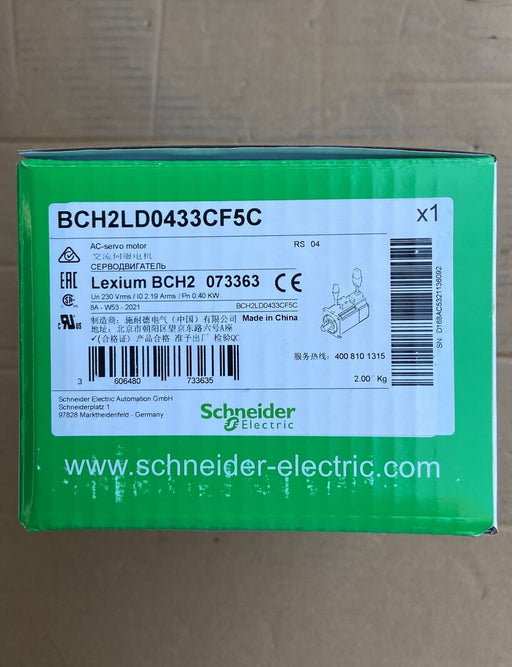 BCH2LD0433CF5C
x1
AC-servo motor
RS 04
交流伺服电机
СЕРВОДВИГАТЕЛЬ
EAC
Lexium BCH2 073363 CE
Un 230 Vrms / I0 2.19 Arms / Pn 0.40 KW
8A - W53 - 2021
BCH2LD0433CF5C
制造商：施耐德电气（中国）有限公司
Made in China
地址：北京市朝阳区望京东路六号A座
✓(合格证) 产品合格 准予出厂 检验QC
服务热线: 400 810 1315
3 606480 733635
2.00 Kg
SN: D168AC5321136092
Schneider Electric Automation GmbH
Schneiderplatz 1
97828 Marktheidenfeld - Germany
Schneider
Electric
www.schneider-electric.com